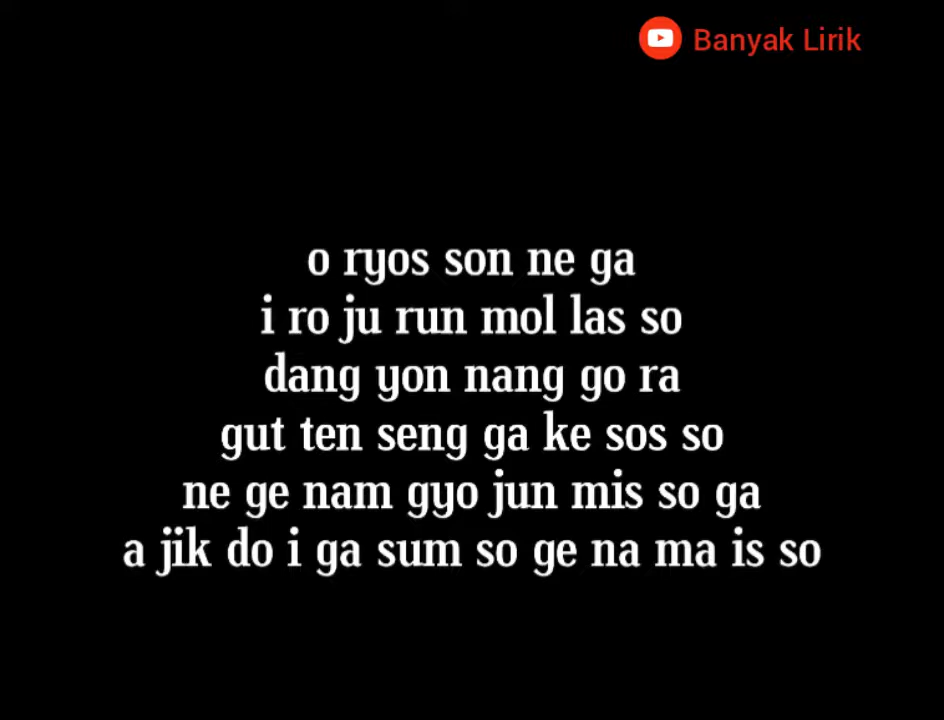 Banyak Lirik
o ryos son ne ga
i ro ju run mol las so
dang yon nang go ra
gut ten seng ga ke sos so
ne ge nam gyo jun mis so ga
a jik do i ga sum so ge na ma is so